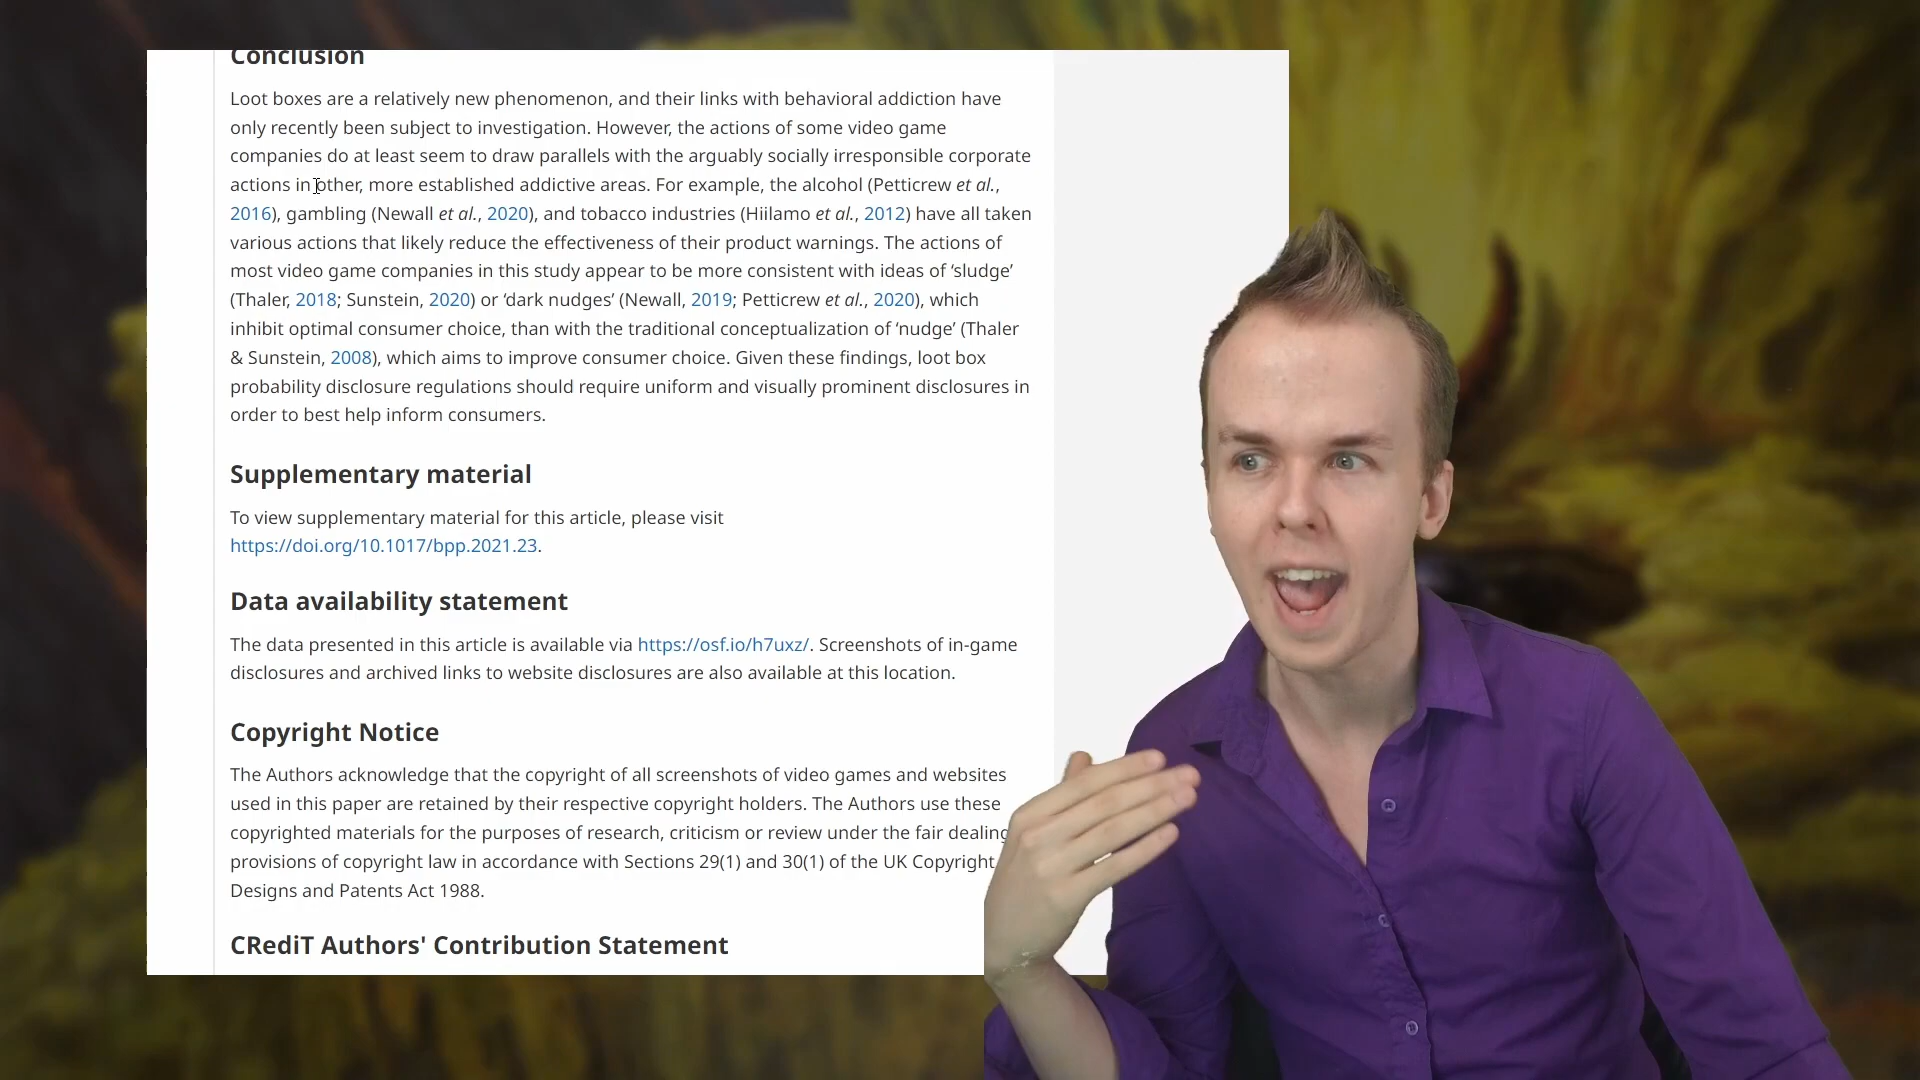 Conclusion
Loot boxes are a relatively new phenomenon, and their links with behavioral addiction have
only recently been subject to investigation. However, the actions of some video game
companies do at least seem to draw parallels with the arguably socially irresponsible corporate
actions in other, more established addictive areas. For example, the alcohol (Petticrew et al.,
2016), gambling (Newall et al., 2020), and tobacco industries (Hiilamo et al., 2012) have all taken
various actions that likely reduce the effectiveness of their product warnings. The actions of
most video game companies in this study appear to be more consistent with ideas of ‘sludge’
(Thaler, 2018; Sunstein, 2020) or ‘dark nudges’ (Newall, 2019; Petticrew et al., 2020), which
inhibit optimal consumer choice, than with the traditional conceptualization of ‘nudge’ (Thaler
& Sunstein, 2008), which aims to improve consumer choice. Given these findings, loot box
probability disclosure regulations should require uniform and visually prominent disclosures in
order to best help inform consumers.
Supplementary material
To view supplementary material for this article, please visit
https://doi.org/10.1017/bpp.2021.23.
Data availability statement
The data presented in this article is available via https://osf.io/h7uxz/. Screenshots of in-game
disclosures and archived links to website disclosures are also available at this location.
Copyright Notice
The Authors acknowledge that the copyright of all screenshots of video games and websites
used in this paper are retained by their respective copyright holders. The Authors use these
copyrighted materials for the purposes of research, criticism or review under the fair dealing
provisions of copyright law in accordance with Sections 29(1) and 30(1) of the UK Copyright
Designs and Patents Act 1988.
CRediT Authors' Contribution Statement